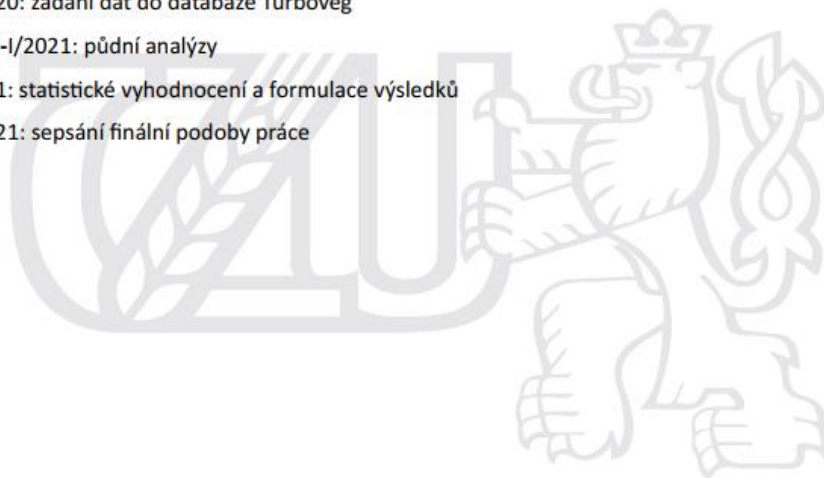 20: zadání dat do databáze Turboveg
-I/2021: půdní analýzy
1: statistické vyhodnocení a formulace výsledků
21: sepsání finální podoby práce
CZU